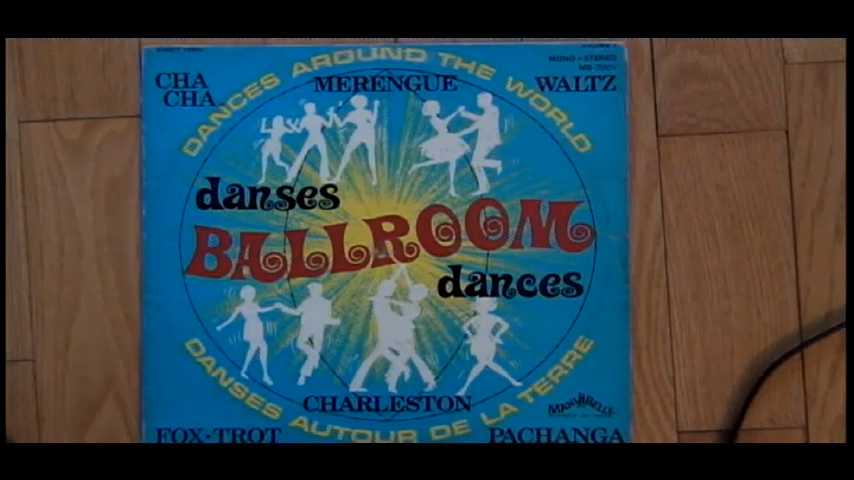 DANCES AROUND THE WORLD
MONO • STEREO
CHA
CHA
MERENGUE
WALTZ
danses
BALLROOM
dances
DANSES AUTOUR DE LA TERRE
CHARLESTON
FOX-TROT
PACHANGA